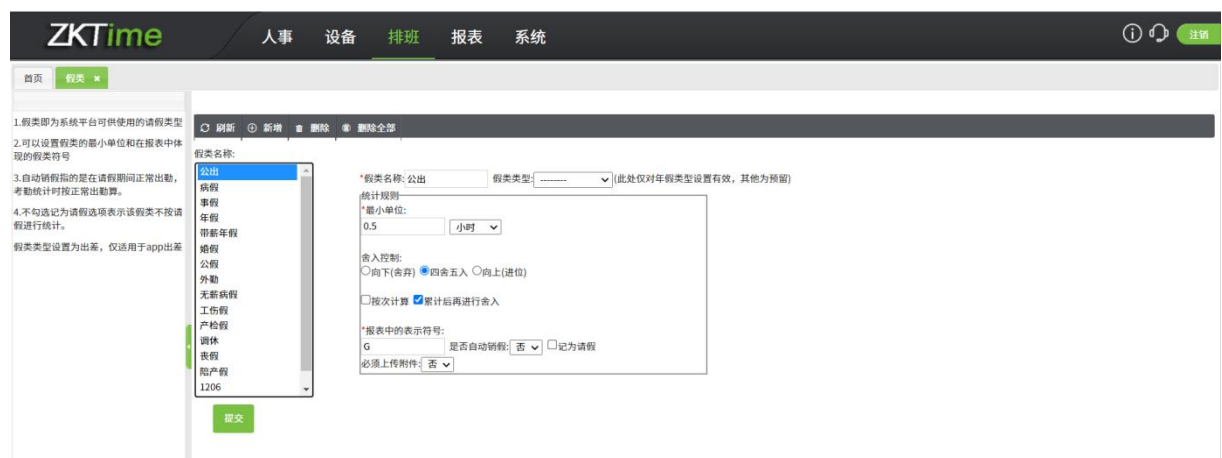 ZKTime 人事 设备 排班 报表 系统 注销
首页 假类 ×
1.假类即为系统平台可供使用的请假类型
2.可以设置假类的最小单位和在报表中体
现的假类符号
3.自动销假指的是在请假期间正常出勤，
考勤统计时按正常出勤算。
4.不勾选记为请假选项表示该假类不按请
假进行统计。
假类类型设置为出差，仅适用于app出差
刷新 新增 删除 删除全部
假类名称:
公出
病假
事假
年假
带薪年假
婚假
公假
外勤
无薪病假
工伤假
产检假
调休
丧假
陪产假
1206
提交
*假类名称: 公出 假类类型: -------- (此处仅对年假类型设置有效，其他为预留)
统计规则
*最小单位:
0.5 小时
舍入控制:
向下(舍弃) 四舍五入 向上(进位)
按次计算 累计后再进行舍入
*报表中的表示符号:
G 是否自动销假: 否 记为请假
必须上传附件: 否